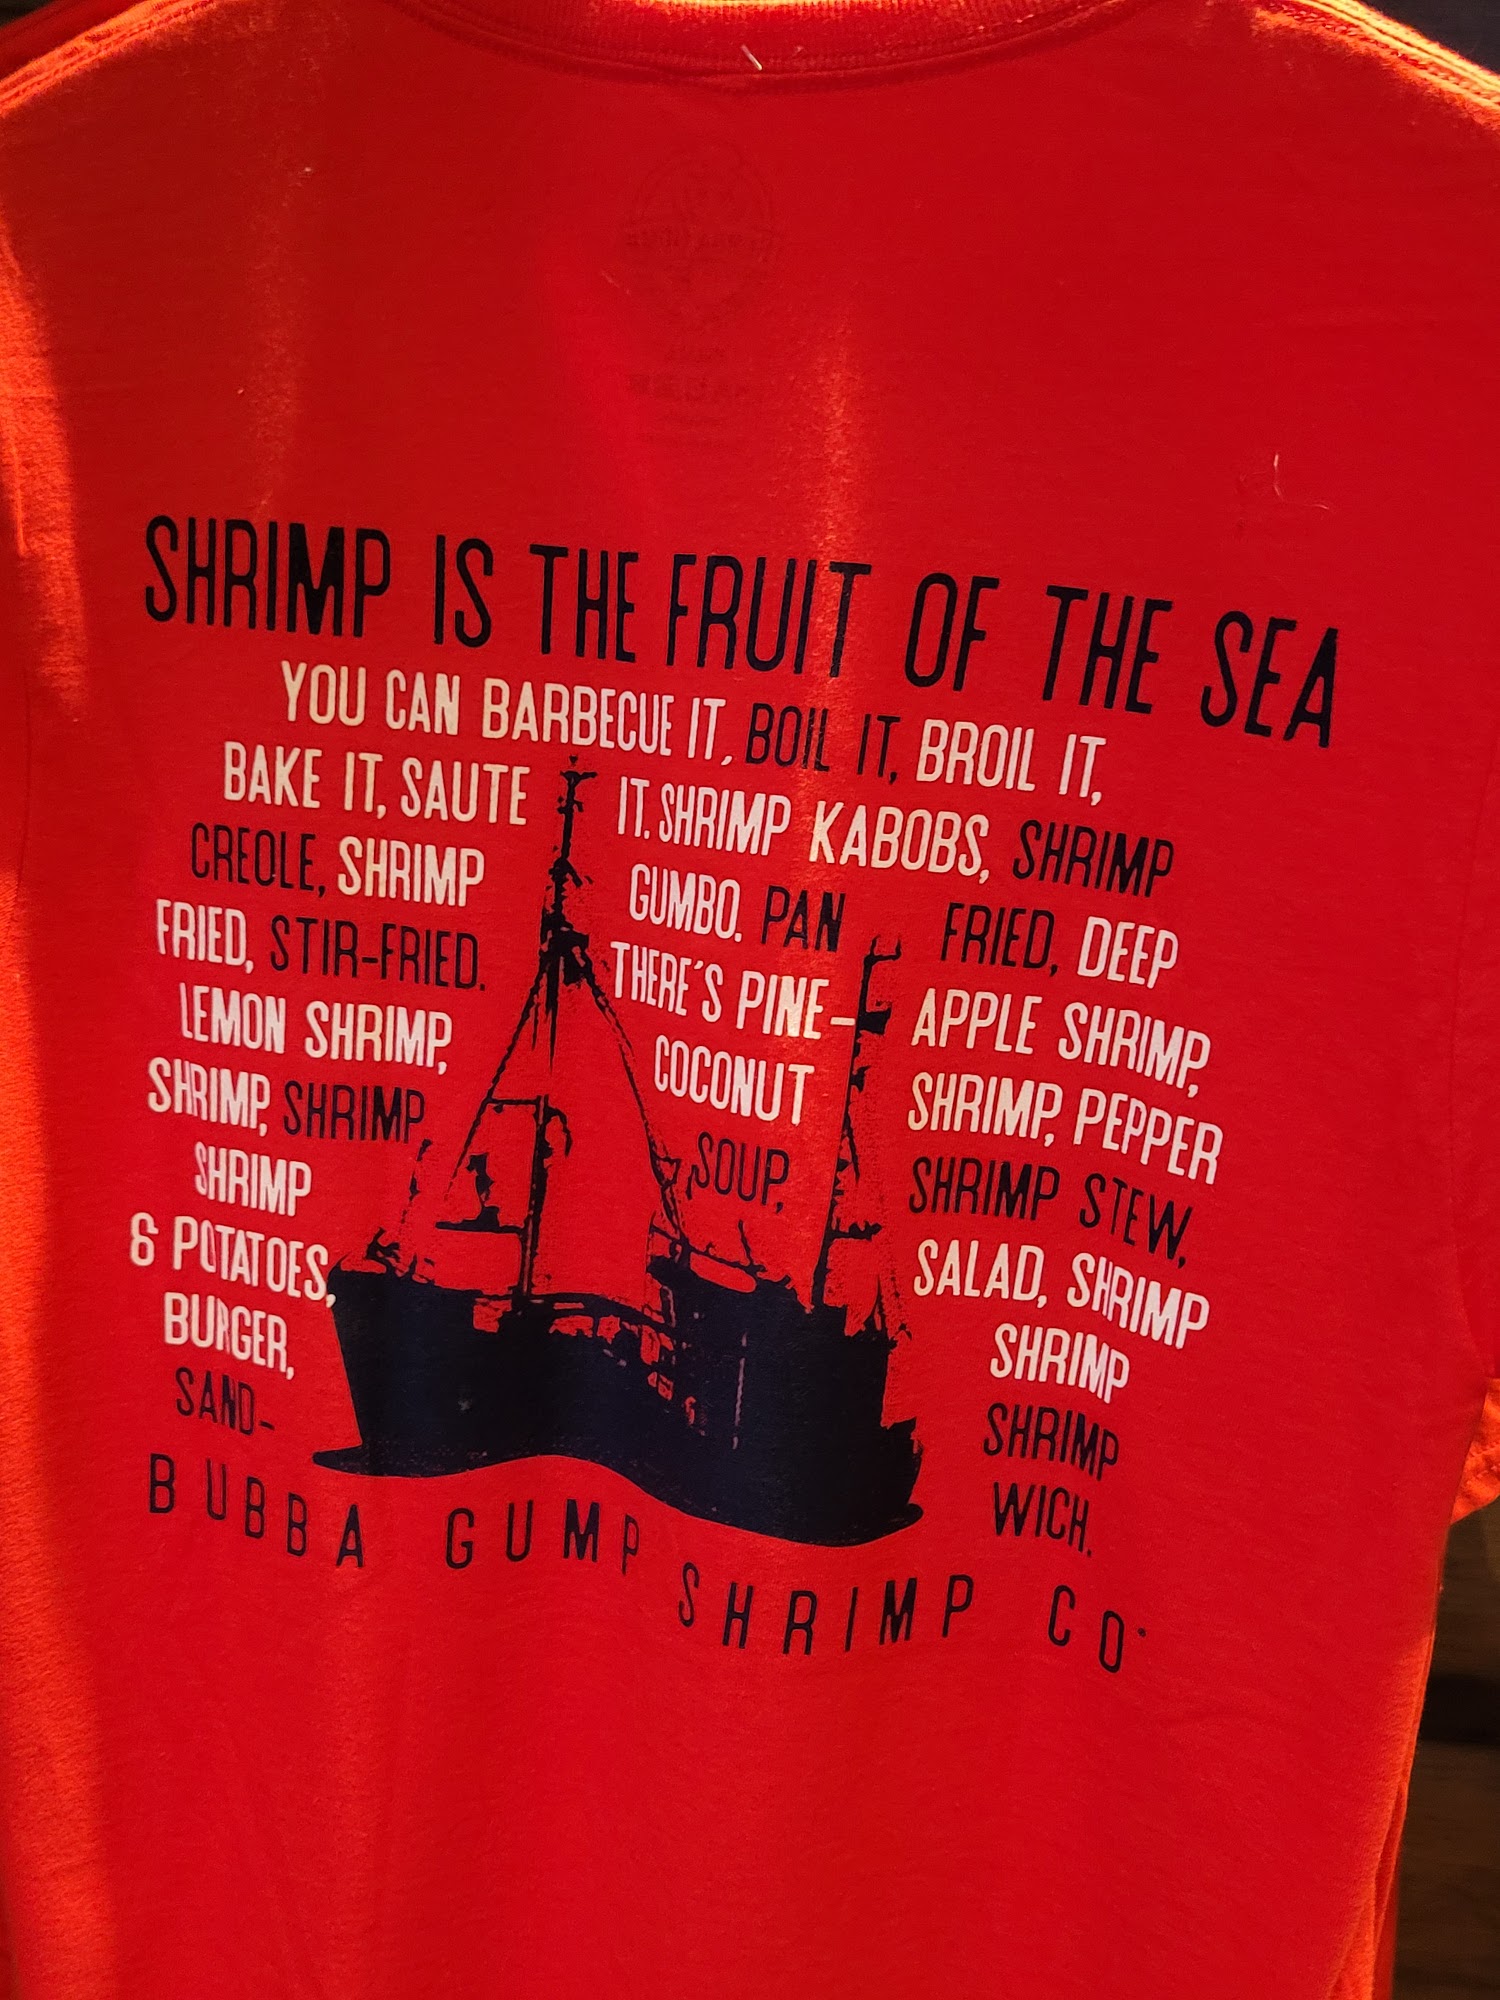 SHRIMP IS THE FRUIT OF THE SEA
YOU CAN BARBECUE IT, BOIL IT, BROIL IT,
BAKE IT, SAUTE IT. SHRIMP KABOBS, SHRIMP
CREOLE, SHRIMP GUMBO. PAN FRIED, DEEP
FRIED, STIR-FRIED. THERE'S PINE-APPLE SHRIMP,
LEMON SHRIMP, COCONUT SHRIMP, PEPPER
SHRIMP, SHRIMP SOUP, SHRIMP STEW,
SHRIMP SALAD, SHRIMP
& POTATOES, SHRIMP
BURGER, SHRIMP
SAND- WICH.
BUBBA GUMP SHRIMP CO.